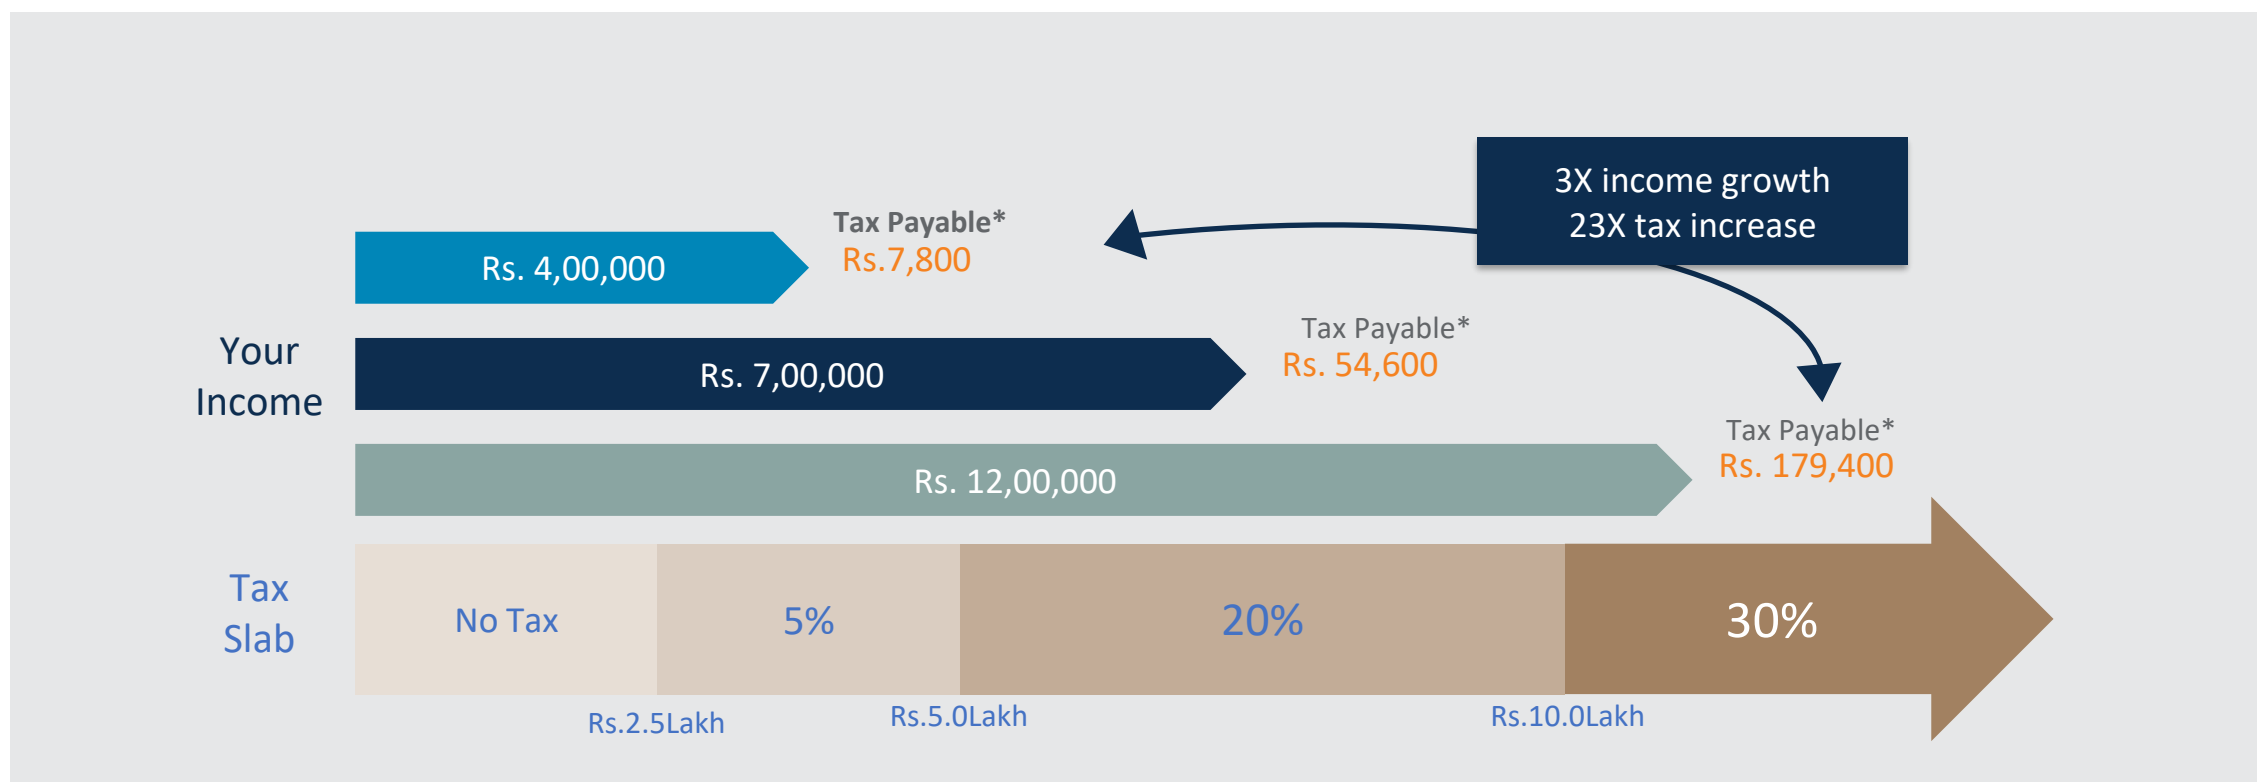 3X income growth
23X tax increase
Tax Payable*
Rs.7,800
Rs. 4,00,000
Tax Payable*
Rs. 54,600
Your
Income
Rs. 7,00,000
Tax Payable*
Rs. 179,400
Rs. 12,00,000
Tax
Slab
No Tax
5%
20%
30%
Rs.2.5Lakh
Rs.5.0Lakh
Rs.10.0Lakh